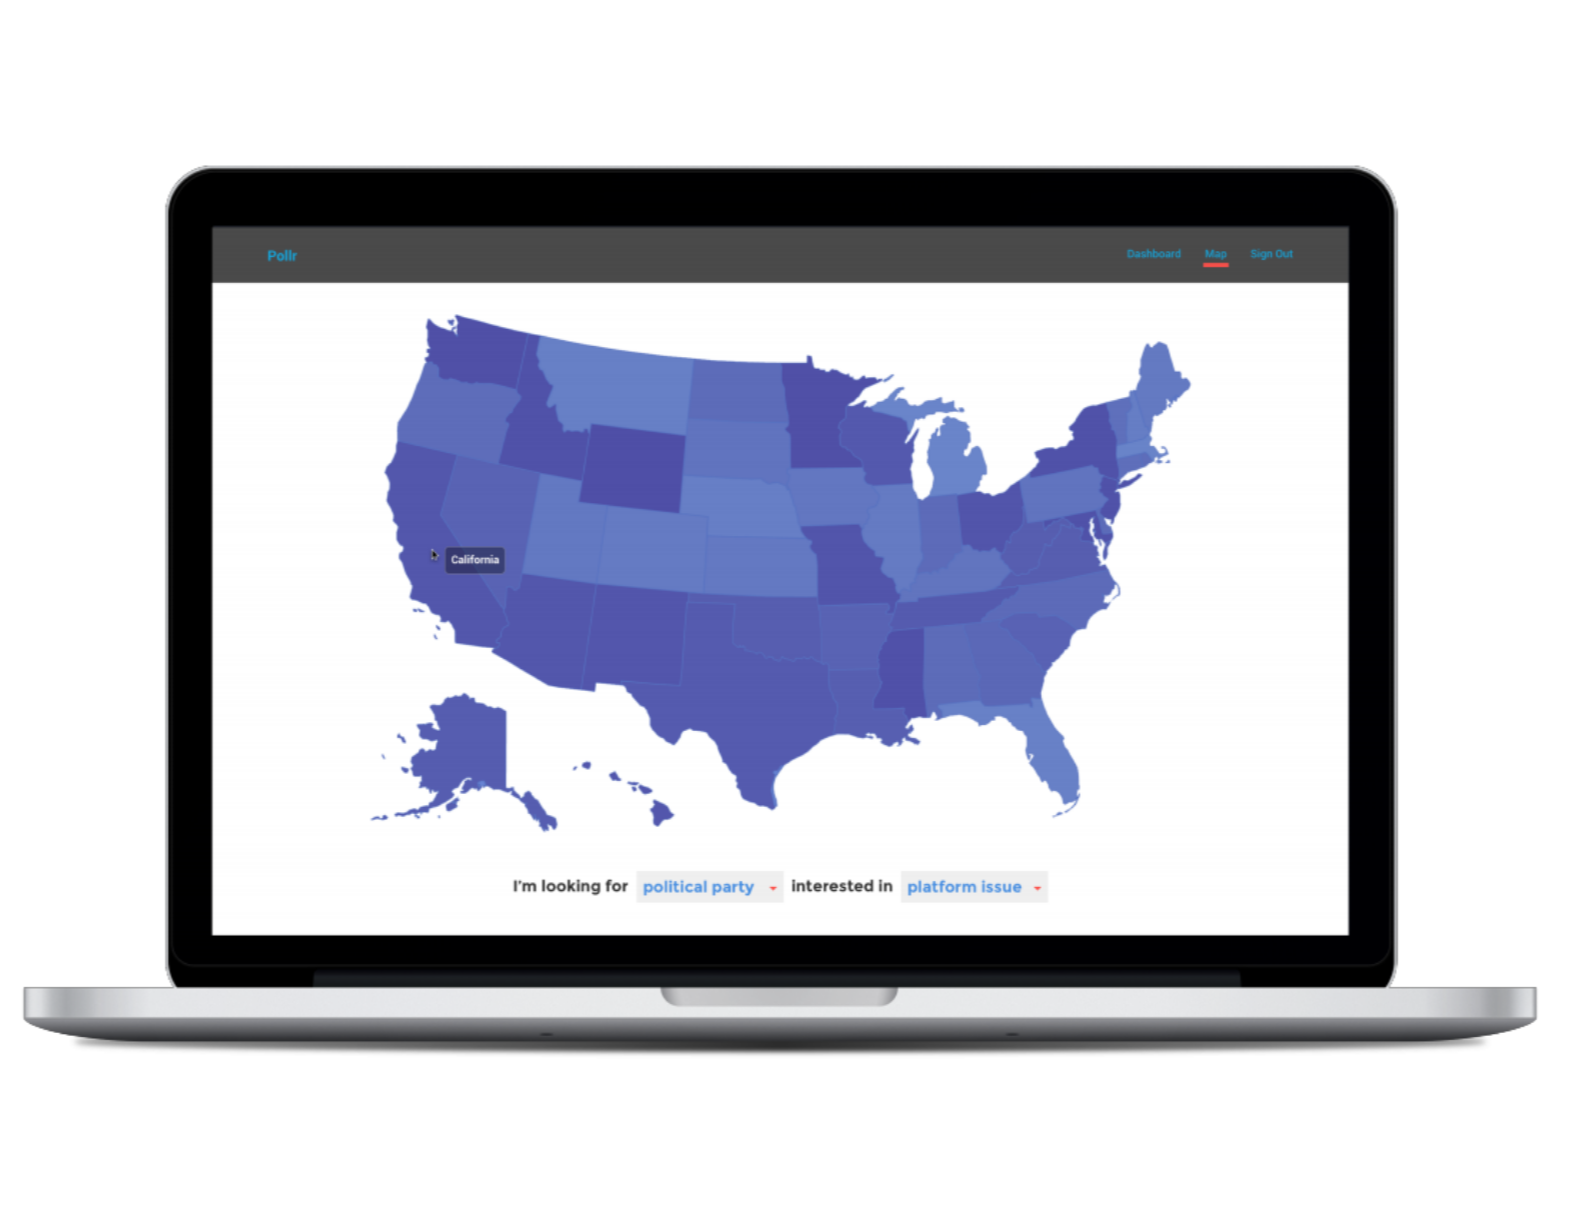 Pollr
Dashboard Map Sign Out
California
I'm looking for political party interested in platform issue